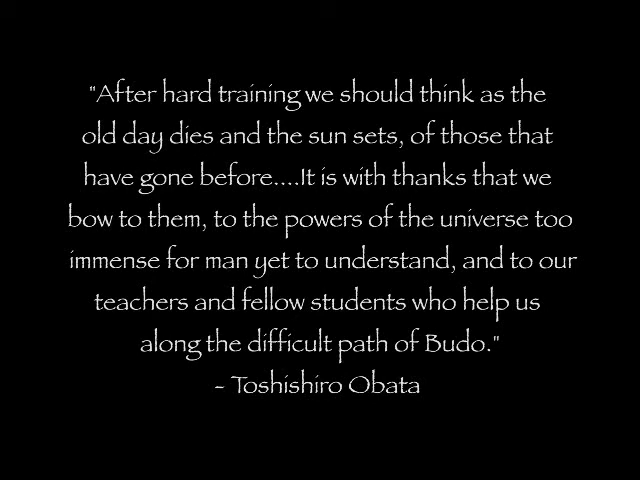 "After hard training we should think as the
old day dies and the sun sets, of those that
have gone before....It is with thanks that we
bow to them, to the powers of the universe too
immense for man yet to understand, and to our
teachers and fellow students who help us
along the difficult path of Budo."
- Toshishiro Obata